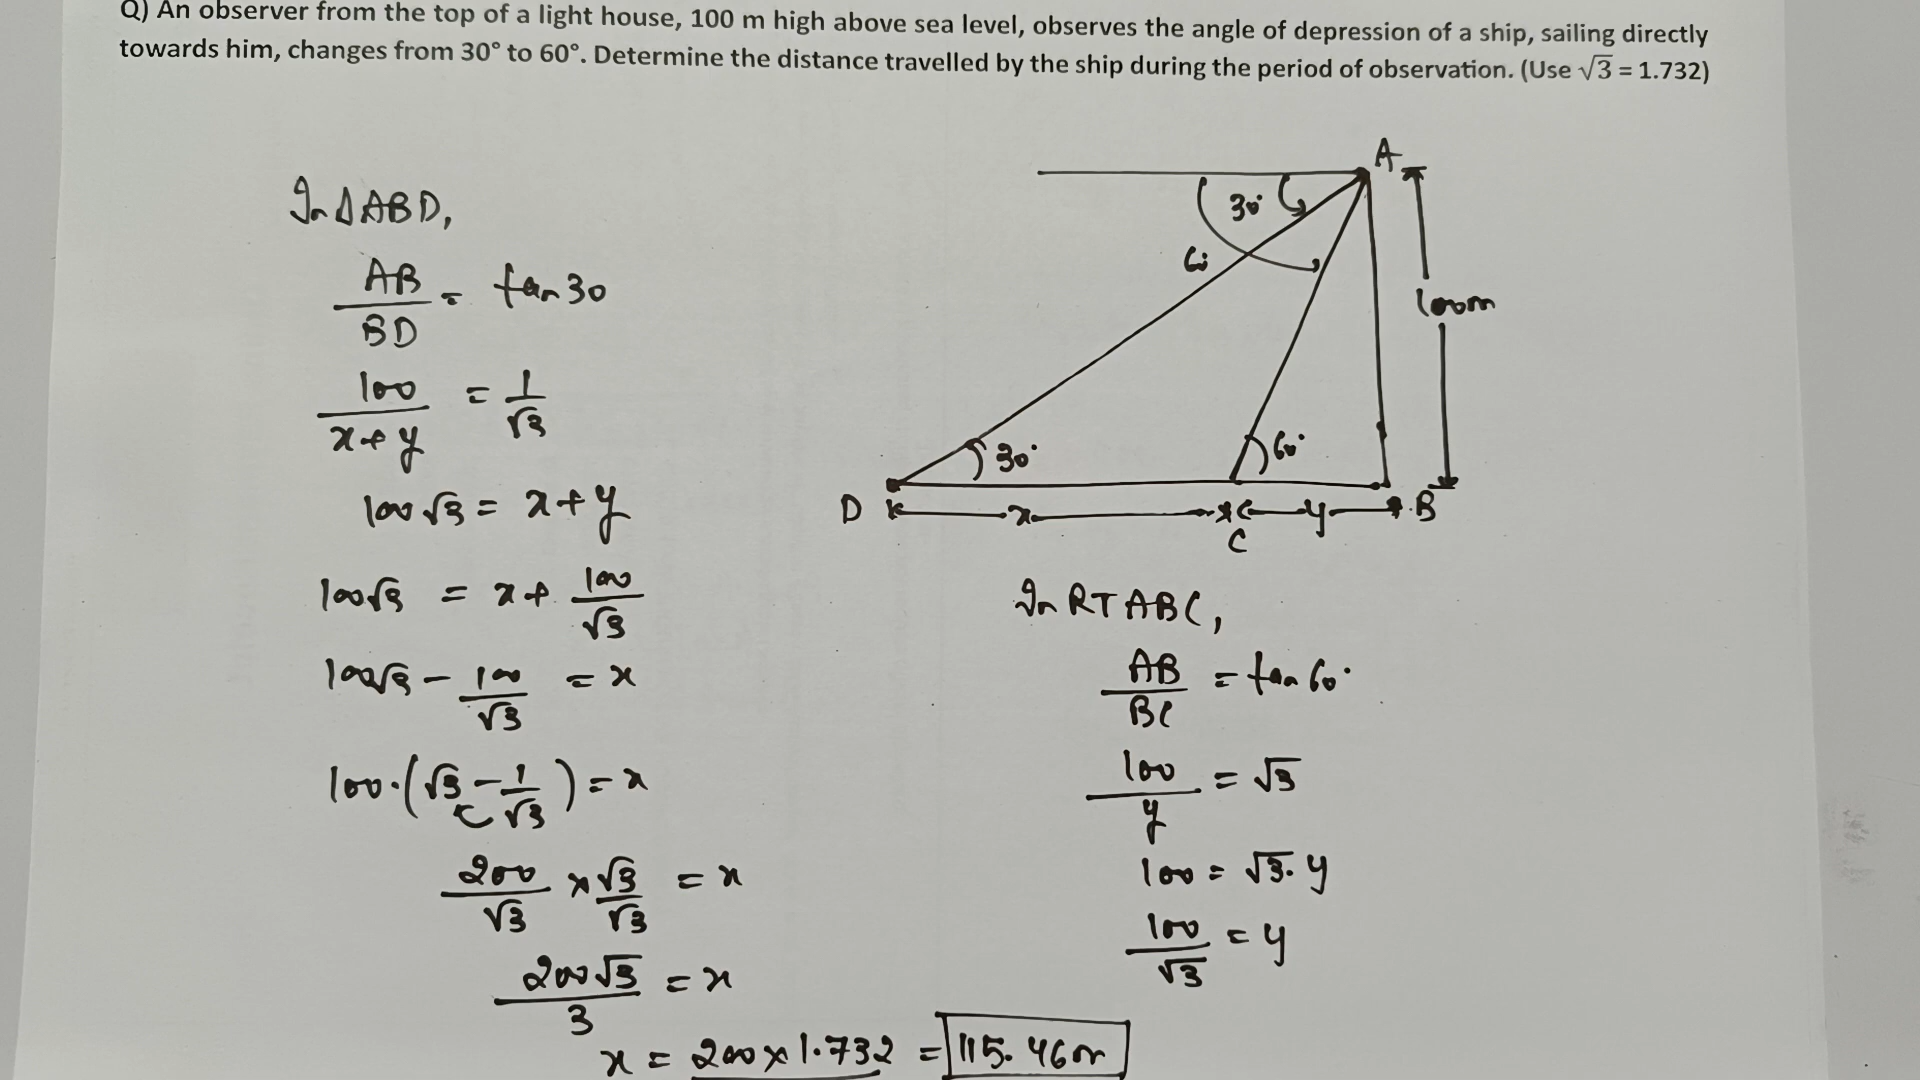 Q) An observer from the top of a light house, 100 m high above sea level, observes the angle of depression of a ship, sailing directly
towards him, changes from 30° to 60°. Determine the distance travelled by the ship during the period of observation. (Use √3 = 1.732)
In ΔABD,
AB/BD = tan 30
100/(x+y) = 1/√3
100√3 = x+y
100√3 = x + 100/√3
100√3 - 100/√3 = x
100·(√3 - 1/√3) = x
200/√3 × √3/√3 = x
200√3/3 = x
x = 200×1.732 = 115.46m
A
30°
60
100m
30°
60°
D x y B
C
In RT ABC,
AB/BC = tan 60°
100/y = √3
100 = √3·y
100/√3 = y